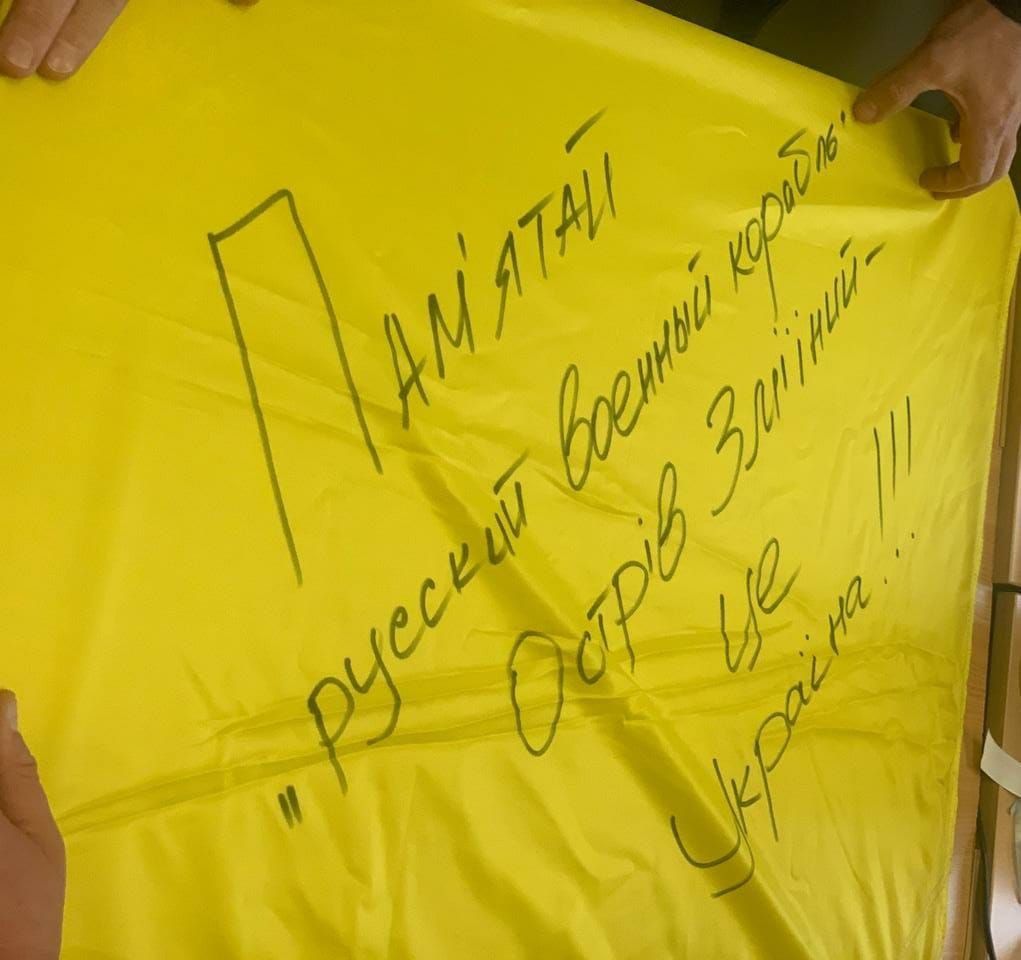 ПАМ'ЯТАЙ
"русский военный корабль"
Острів Зміїний-
це
Україна!!!